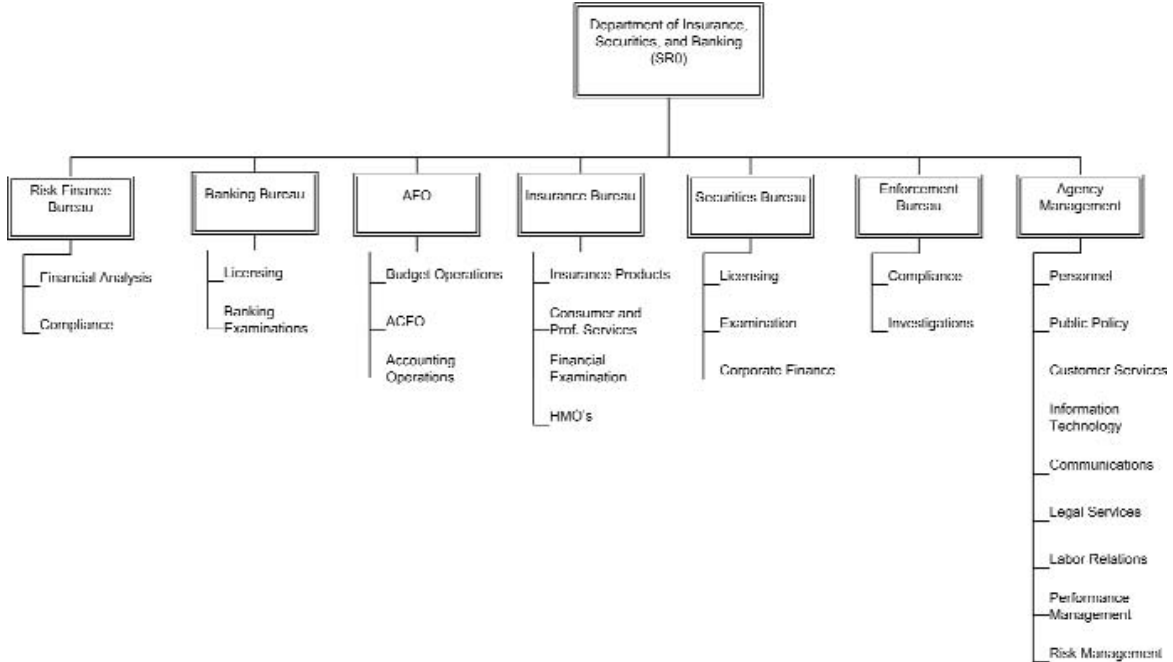 Department of Insurance,
Securities, and Banking
(SR0)
Risk Finance
Bureau
Financial Analysis
Compliance
Banking Bureau
Licensing
Banking
Examinations
AFO
Budget Operations
ACFO
Accounting
Operations
Insurance Bureau
Insurance Products
Consumer and
Prof. Services
Financial
Examination
HMO's
Securities Bureau
Licensing
Examination
Corporate Finance
Enforcement
Bureau
Compliance
Investigations
Agency
Management
Personnel
Public Policy
Customer Services
Information
Technology
Communications
Legal Services
Labor Relations
Performance
Management
Risk Management